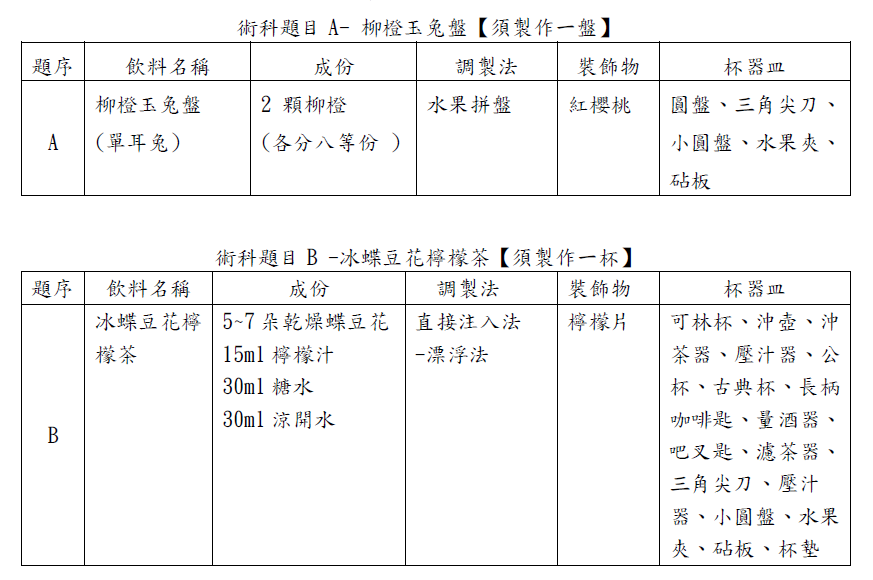 術科題目 A- 柳橙玉兔盤【須製作一盤】
題序 飲料名稱 成份 調製法 裝飾物 杯器皿
A 柳橙玉兔盤 2 顆柳橙 水果拼盤 紅櫻桃 圓盤、三角尖刀、
(單耳兔) (各分八等份 ) 小圓盤、水果夾、
砧板
術科題目 B -冰蝶豆花檸檬茶【須製作一杯】
題序 飲料名稱 成份 調製法 裝飾物 杯器皿
B 冰蝶豆花檸 5~7 朵乾燥蝶豆花 直接注入法 檸檬片 可林杯、沖壺、沖
檬茶 15ml 檸檬汁 -漂浮法 茶器、壓汁器、公
30ml 糖水 杯、古典杯、長柄
30ml 涼開水 咖啡匙、量酒器、
吧叉匙、濾茶器、
三角尖刀、壓汁
器、小圓盤、水果
夾、砧板、杯墊